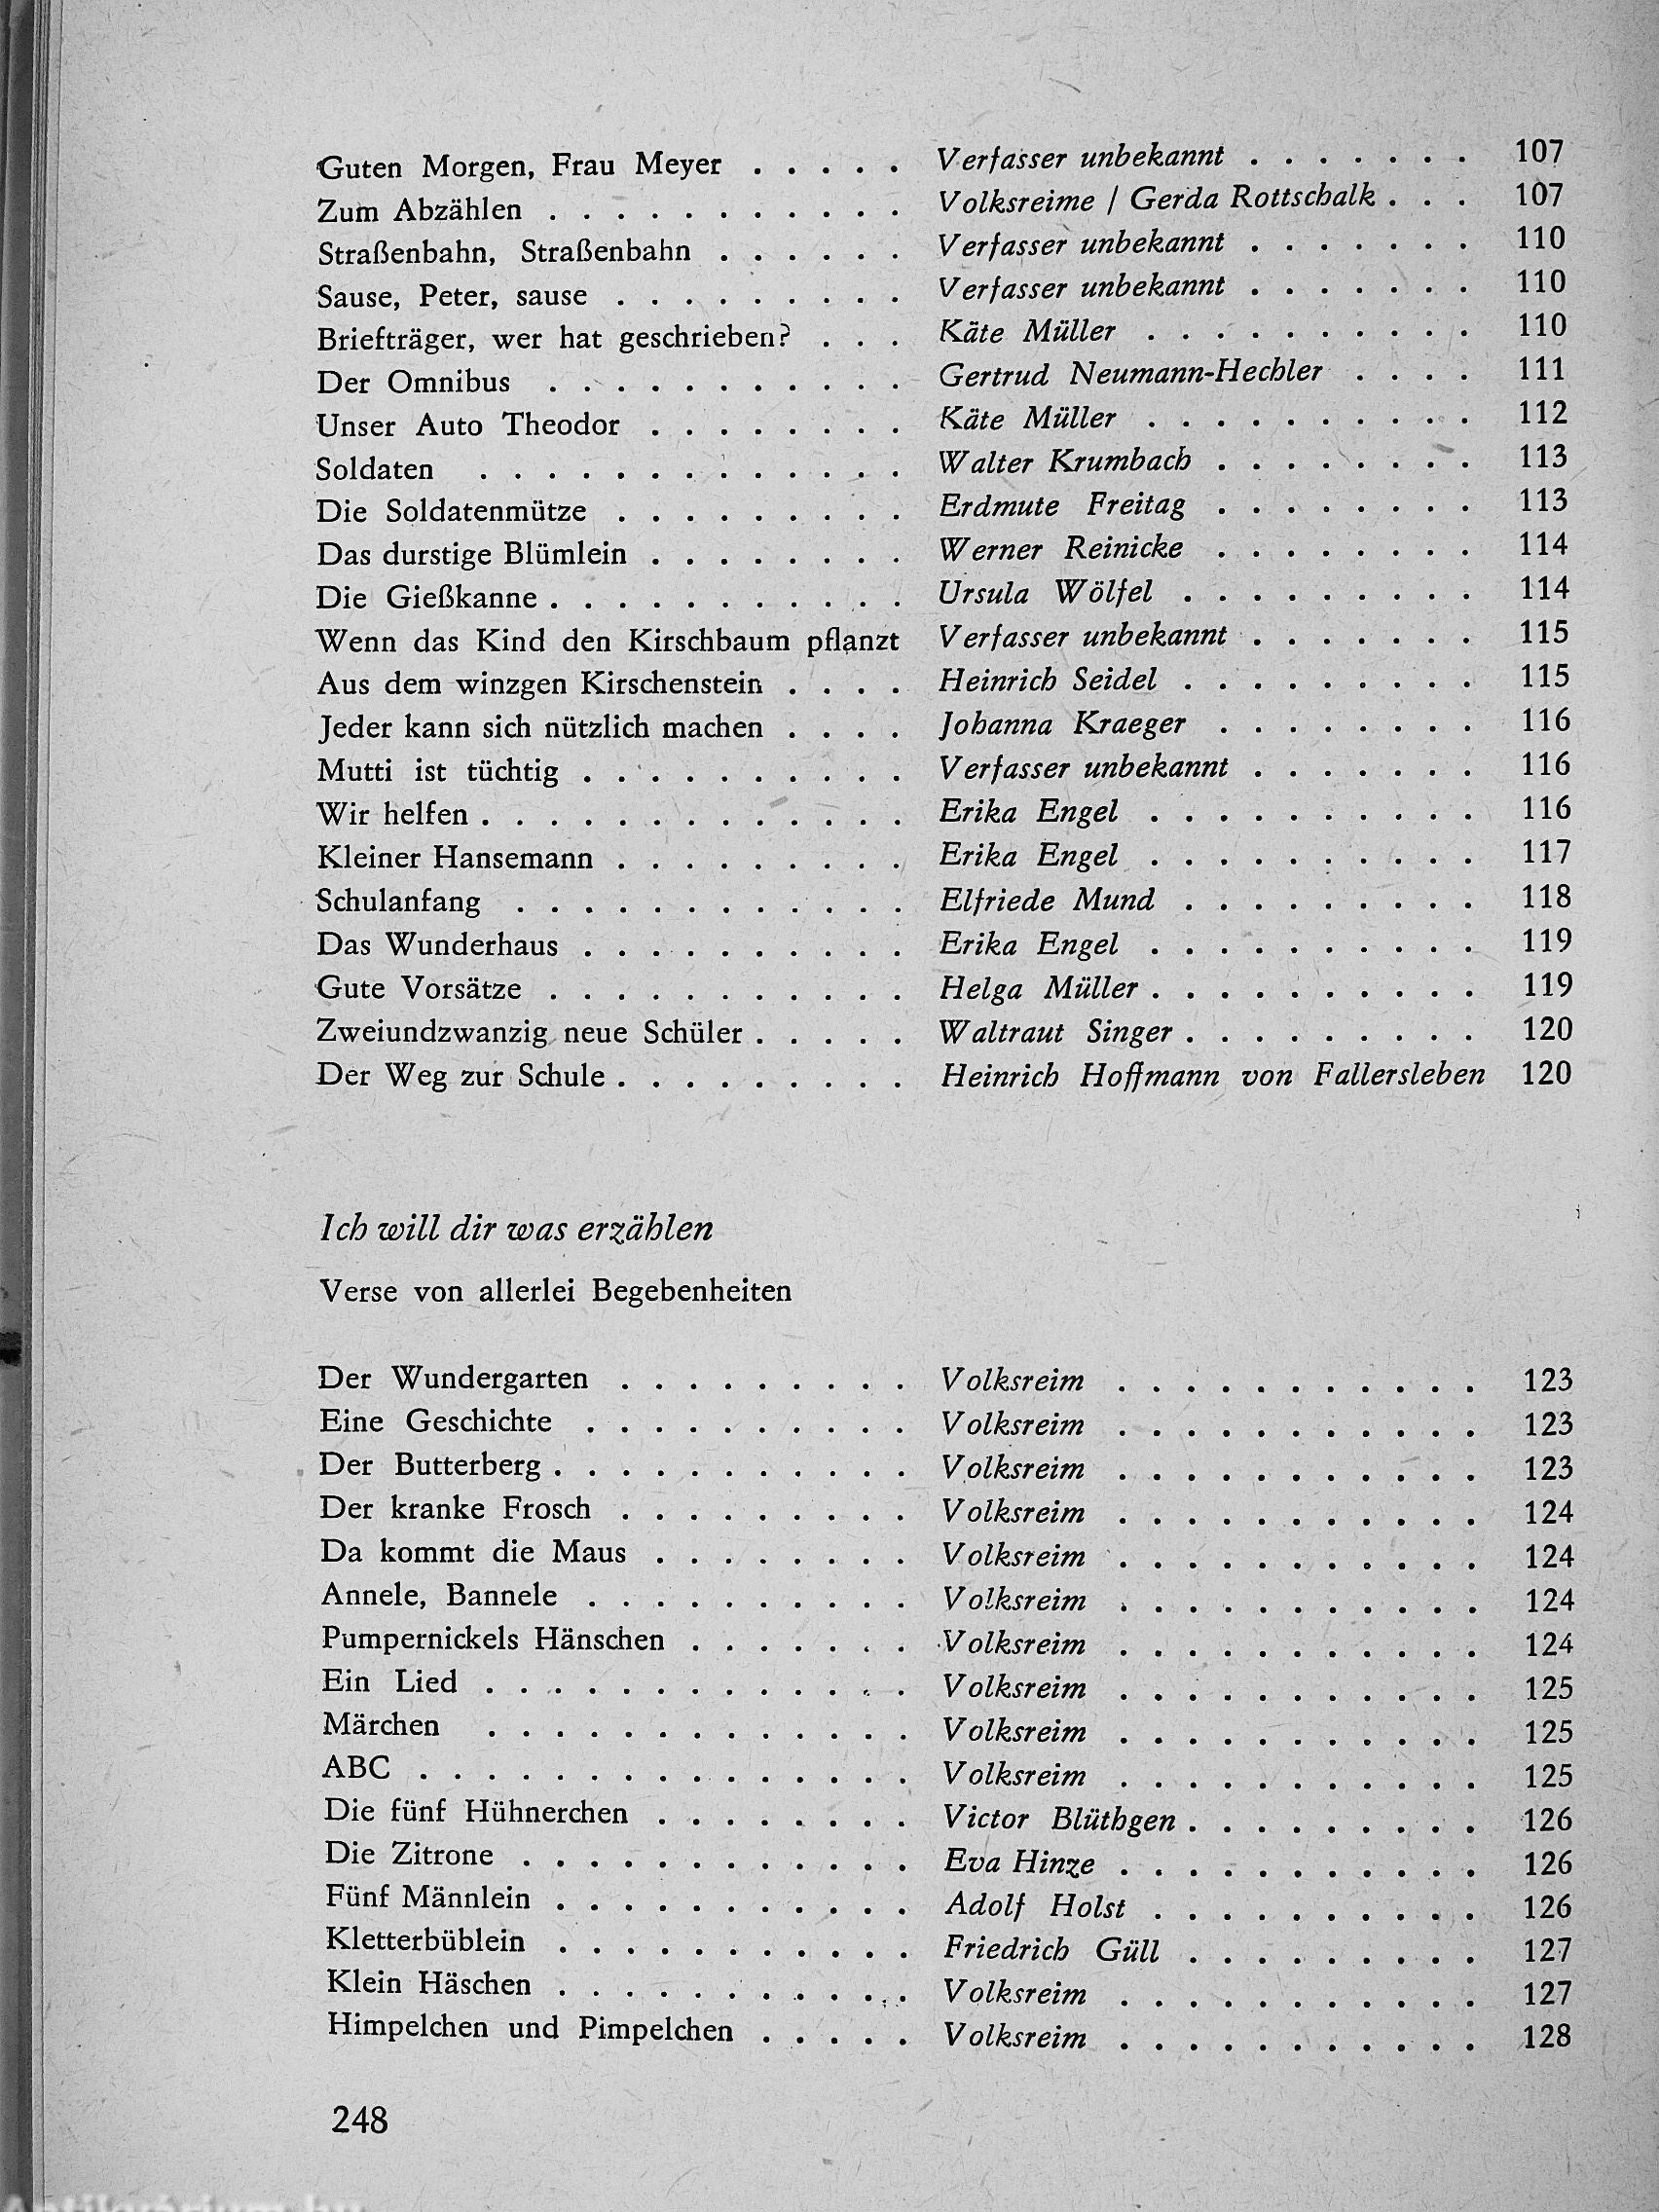 Guten Morgen, Frau Meyer . . . . . Verfasser unbekannt . . . . . . . 107
Zum Abzählen . . . . . . . . . . . Volksreime / Gerda Rottschalk . . . 107
Straßenbahn, Straßenbahn . . . . . . Verfasser unbekannt . . . . . . . 110
Sause, Peter, sause . . . . . . . . . Verfasser unbekannt . . . . . . . 110
Briefträger, wer hat geschrieben? . . . Käte Müller . . . . . . . . . . 110
Der Omnibus . . . . . . . . . . . Gertrud Neumann-Hechler . . . . 111
Unser Auto Theodor . . . . . . . . Käte Müller . . . . . . . . . . 112
Soldaten . . . . . . . . . . . . . Walter Krumbach . . . . . . . . 113
Die Soldatenmütze . . . . . . . . . Erdmute Freitag . . . . . . . . 113
Das durstige Blümlein . . . . . . . . Werner Reinicke . . . . . . . . 114
Die Gießkanne . . . . . . . . . . . Ursula Wölfel . . . . . . . . . 114
Wenn das Kind den Kirschbaum pflanzt Verfasser unbekannt . . . . . . . 115
Aus dem winzgen Kirschenstein . . . . Heinrich Seidel . . . . . . . . . 115
Jeder kann sich nützlich machen . . . . Johanna Kraeger . . . . . . . . 116
Mutti ist tüchtig . . . . . . . . . . Verfasser unbekannt . . . . . . . 116
Wir helfen . . . . . . . . . . . . . Erika Engel . . . . . . . . . . 116
Kleiner Hansemann . . . . . . . . . Erika Engel . . . . . . . . . . 117
Schulanfang . . . . . . . . . . . . Elfriede Mund . . . . . . . . . 118
Das Wunderhaus . . . . . . . . . . Erika Engel . . . . . . . . . . 119
Gute Vorsätze . . . . . . . . . . . Helga Müller . . . . . . . . . . 119
Zweiundzwanzig neue Schüler . . . . . Waltraut Singer . . . . . . . . . 120
Der Weg zur Schule . . . . . . . . . Heinrich Hoffmann von Fallersleben 120
Ich will dir was erzählen
Verse von allerlei Begebenheiten
Der Wundergarten . . . . . . . . . Volksreim . . . . . . . . . . . 123
Eine Geschichte . . . . . . . . . . Volksreim . . . . . . . . . . . 123
Der Butterberg . . . . . . . . . . . Volksreim . . . . . . . . . . . 123
Der kranke Frosch . . . . . . . . . Volksreim . . . . . . . . . . . 124
Da kommt die Maus . . . . . . . . Volksreim . . . . . . . . . . . 124
Annele, Bannele . . . . . . . . . . Volksreim . . . . . . . . . . . 124
Pumpernickels Hänschen . . . . . . . Volksreim . . . . . . . . . . . 124
Ein Lied . . . . . . . . . . . . . Volksreim . . . . . . . . . . . 125
Märchen . . . . . . . . . . . . . Volksreim . . . . . . . . . . . 125
ABC . . . . . . . . . . . . . . . Volksreim . . . . . . . . . . . 125
Die fünf Hühnerchen . . . . . . . . Victor Blüthgen . . . . . . . . . 126
Die Zitrone . . . . . . . . . . . . Eva Hinze . . . . . . . . . . . 126
Fünf Männlein . . . . . . . . . . . Adolf Holst . . . . . . . . . . 126
Kletterbüblein . . . . . . . . . . . Friedrich Güll . . . . . . . . . 127
Klein Häschen . . . . . . . . . . . Volksreim . . . . . . . . . . . 127
Himpelchen und Pimpelchen . . . . . Volksreim . . . . . . . . . . . 128
248